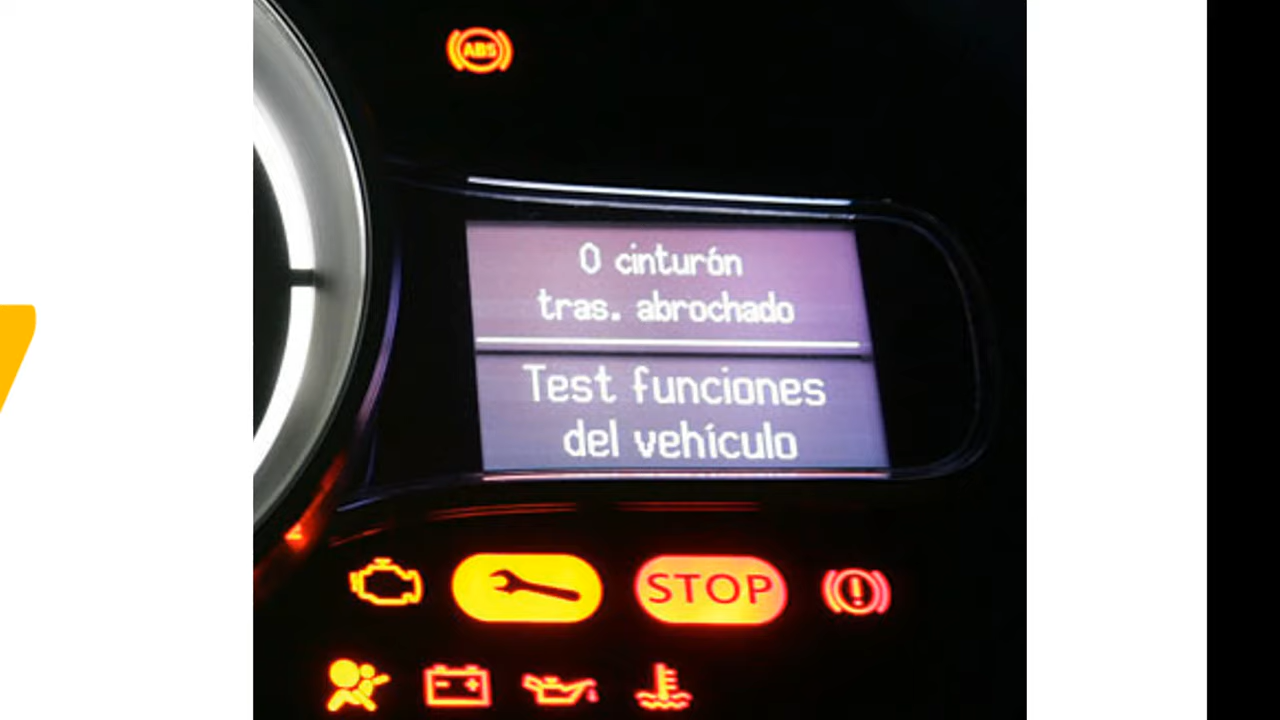 ABS
0 cinturón
tras. abrochado
Test funciones
del vehículo
STOP